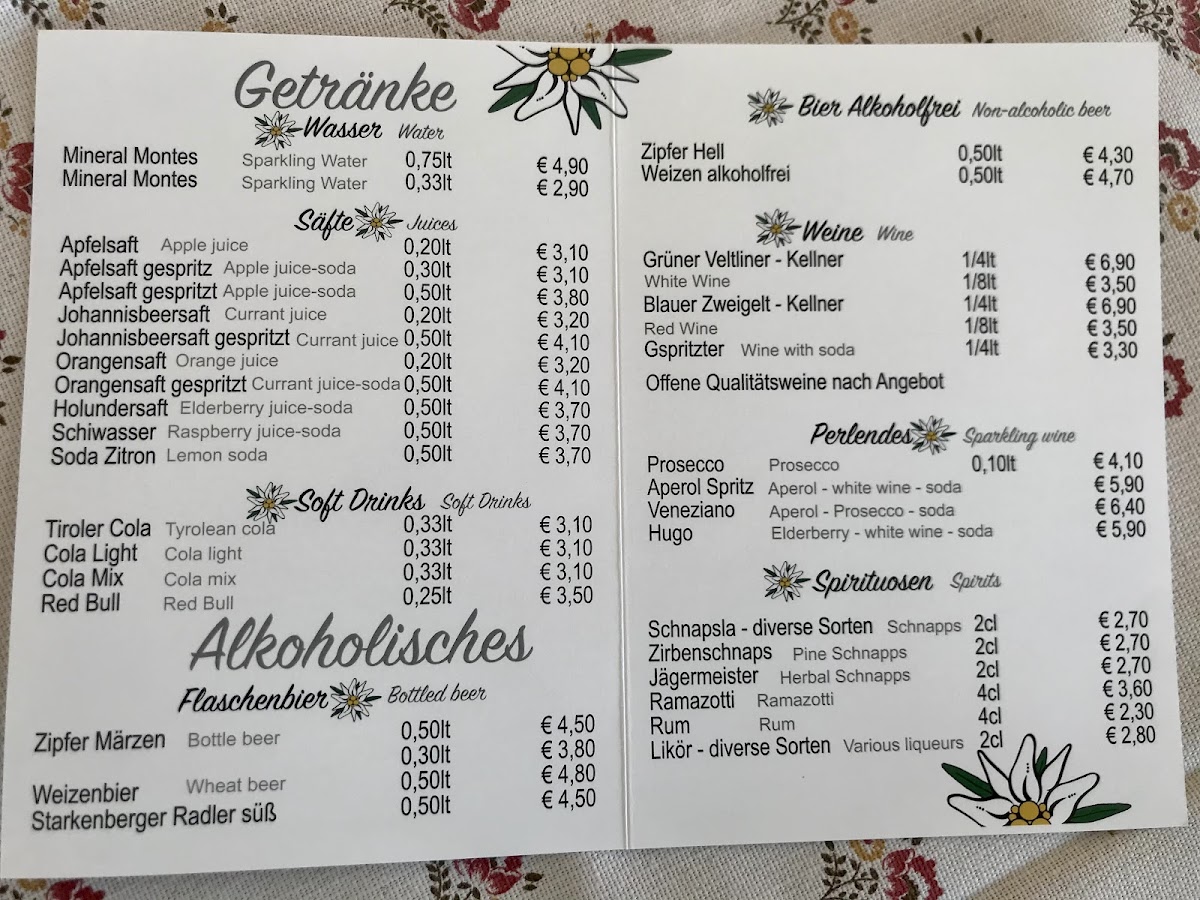 Getränke
Wasser Water
Mineral Montes Sparkling Water 0,75lt € 4,90
Mineral Montes Sparkling Water 0,33lt € 2,90
Säfte Juices
Apfelsaft Apple juice 0,20lt € 3,10
Apfelsaft gespritz Apple juice-soda 0,30lt € 3,10
Apfelsaft gespritzt Apple juice-soda 0,50lt € 3,80
Johannisbeersaft Currant juice 0,20lt € 3,20
Johannisbeersaft gespritzt Currant juice 0,50lt € 4,10
Orangensaft Orange juice 0,20lt € 3,20
Orangensaft gespritzt Currant juice-soda 0,50lt € 4,10
Holundersaft Elderberry juice-soda 0,50lt € 3,70
Schiwasser Raspberry juice-soda 0,50lt € 3,70
Soda Zitron Lemon soda 0,50lt € 3,70
Soft Drinks Soft Drinks
Tiroler Cola Tyrolean cola 0,33lt € 3,10
Cola Light Cola light 0,33lt € 3,10
Cola Mix Cola mix 0,33lt € 3,10
Red Bull Red Bull 0,25lt € 3,50
Alkoholisches
Flaschenbier Bottled beer
Zipfer Märzen Bottle beer 0,50lt € 4,50
0,30lt € 3,80
Weizenbier Wheat beer 0,50lt € 4,80
Starkenberger Radler süß 0,50lt € 4,50
Bier Alkoholfrei Non-alcoholic beer
Zipfer Hell 0,50lt € 4,30
Weizen alkoholfrei 0,50lt € 4,70
Weine Wine
Grüner Veltliner - Kellner 1/4lt € 6,90
White Wine 1/8lt € 3,50
Blauer Zweigelt - Kellner 1/4lt € 6,90
Red Wine 1/8lt € 3,50
Gspritzter Wine with soda 1/4lt € 3,30
Offene Qualitätsweine nach Angebot
Perlendes Sparkling wine
Prosecco Prosecco 0,10lt € 4,10
Aperol Spritz Aperol - white wine - soda € 5,90
Veneziano Aperol - Prosecco - soda € 6,40
Hugo Elderberry - white wine - soda € 5,90
Spirituosen Spirits
Schnapsla - diverse Sorten Schnapps 2cl € 2,70
Zirbenschnaps Pine Schnapps 2cl € 2,70
Jägermeister Herbal Schnapps 2cl € 2,70
Ramazotti Ramazotti 4cl € 3,60
Rum Rum 4cl € 2,30
Likör - diverse Sorten Various liqueurs 2cl € 2,80